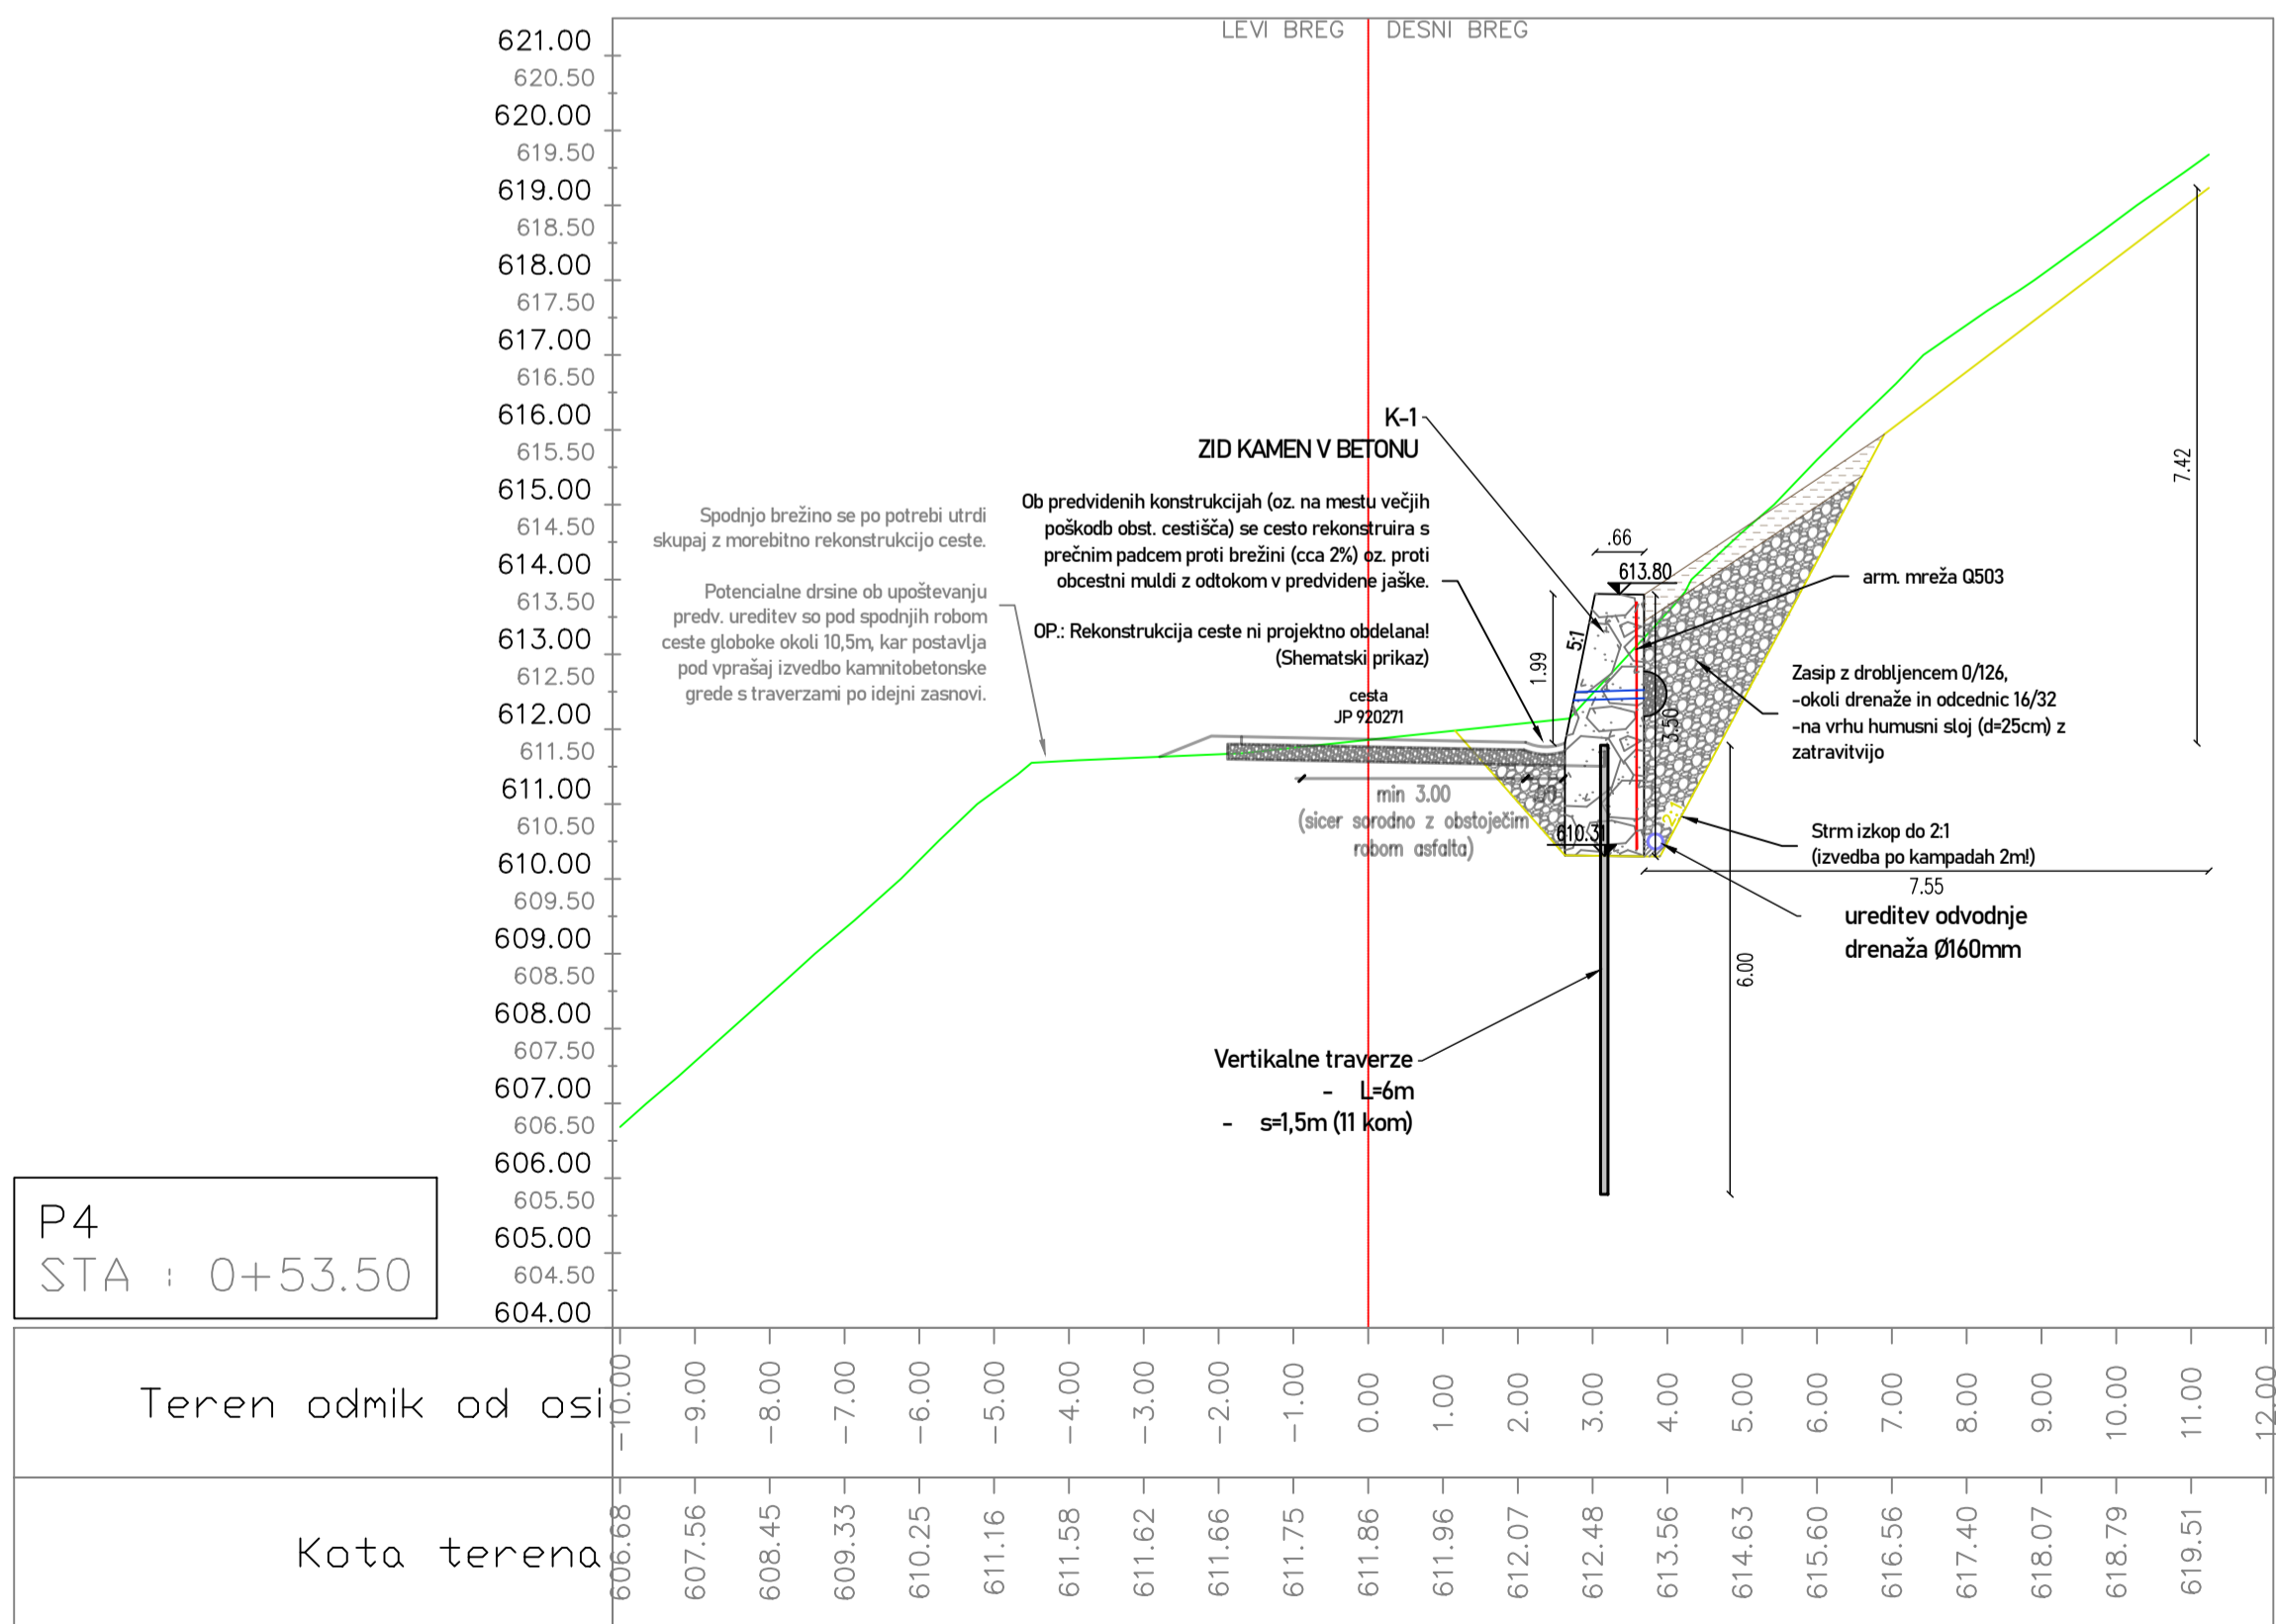 LEVI BREG
DESNI BREG
621.00
620.50
620.00
619.50
619.00
618.50
618.00
617.50
617.00
616.50
616.00
615.50
615.00
614.50
614.00
613.50
613.00
612.50
612.00
611.50
611.00
610.50
610.00
609.50
609.00
608.50
608.00
607.50
607.00
606.50
606.00
605.50
605.00
604.50
604.00
K-1
ZID KAMEN V BETONU
Ob predvidenih konstrukcijah (oz. na mestu večjih
poškodb obst. cestišča) se cesto rekonstruira s
prečnim padcem proti brežini (cca 2%) oz. proti
obcestni muldi z odtokom v predvidene jaške.
OP.: Rekonstrukcija ceste ni projektno obdelana!
(Shematski prikaz)
cesta
JP 920271
Spodnjo brežino se po potrebi utrdi
skupaj z morebitno rekonstrukcijo ceste.
Potencialne drsine ob upoštevanju
predv. ureditev so pod spodnjih robom
ceste globoke okoli 10,5m, kar postavlja
pod vprašaj izvedbo kamnitobetonske
grede s traverzami po idejni zasnovi.
.66
613.80
5:1
1.99
3.50
7.42
arm. mreža Q503
Zasip z drobljencem 0/126,
-okoli drenaže in odcednic 16/32
-na vrhu humusni sloj (d=25cm) z
zatravitvijo
min 3.00
(sicer sorodno z obstoječim
robom asfalta)
610.31
2:1
Strm izkop do 2:1
(izvedba po kampadah 2m!)
7.55
ureditev odvodnje
drenaža Ø160mm
6.00
Vertikalne traverze
- L=6m
- s=1,5m (11 kom)
P4
STA : 0+53.50
Teren odmik od osi
-10.00
-9.00
-8.00
-7.00
-6.00
-5.00
-4.00
-3.00
-2.00
-1.00
0.00
1.00
2.00
3.00
4.00
5.00
6.00
7.00
8.00
9.00
10.00
11.00
12.00
Kota terena
606.68
607.56
608.45
609.33
610.25
611.16
611.58
611.62
611.66
611.75
611.86
611.96
612.07
612.48
613.56
614.63
615.60
616.56
617.40
618.07
618.79
619.51